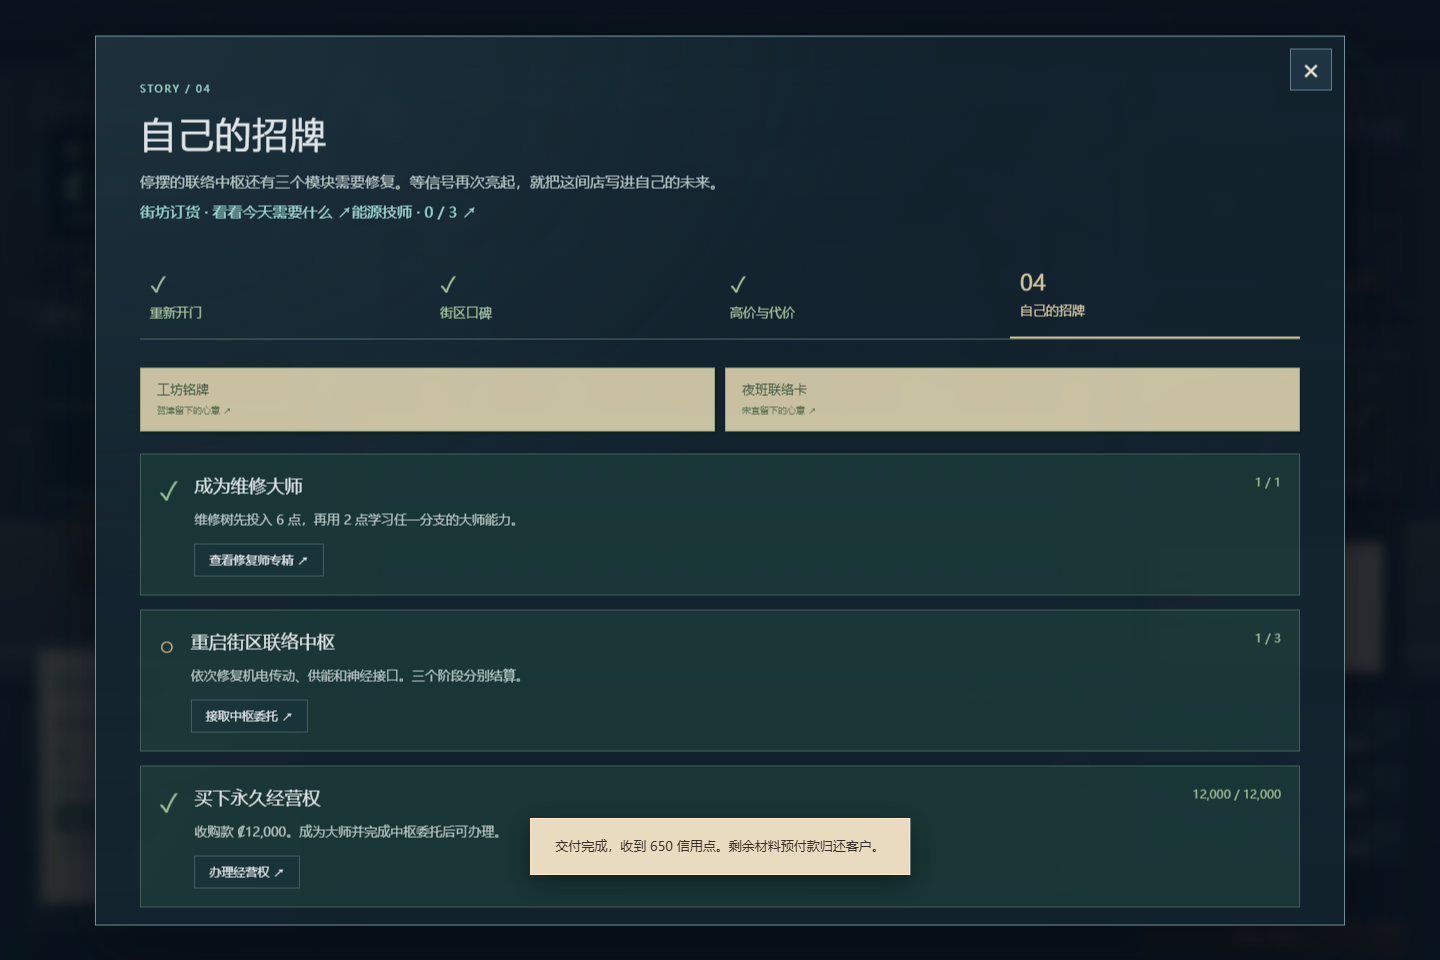 STORY / 04
自己的招牌
停摆的联络中枢还有三个模块需要修复。等信号再次亮起，就把这间店写进自己的未来。
街坊订货 · 看看今天需要什么 ↗能源技师 · 0 / 3 ↗
✓
重新开门
✓
街区口碑
✓
高价与代价
04
自己的招牌
工坊铭牌
留下的心意 ↗
夜班联络卡
留下的心意 ↗
✓ 成为维修大师 1 / 1
维修树先投入 6 点，再用 2 点学习任一分支的大师能力。
查看修复师专精 ↗
○ 重启街区联络中枢 1 / 3
依次修复机电传动、供能和神经接口。三个阶段分别结算。
接取中枢委托 ↗
✓ 买下永久经营权 12,000 / 12,000
收购款 ₡12,000。成为大师并完成中枢委托后可办理。
办理经营权 ↗
交付完成，收到 650 信用点。剩余材料预付款归还客户。